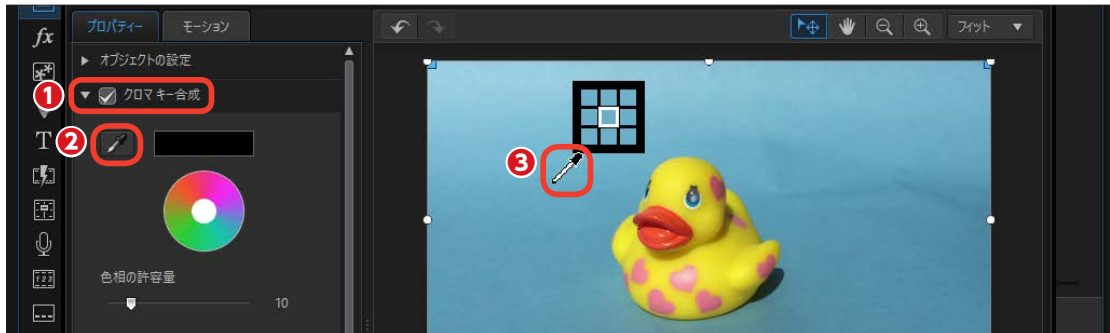 プロパティー モーション
フィット
fx
オブジェクトの設定
1
クロマキー合成
T
2
3
色相の許容量
10
123